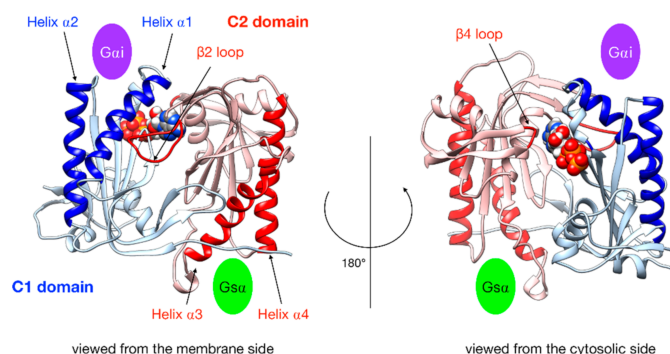 Helix α2
Helix α1
C2 domain
Gαi
β2 loop
C1 domain
Helix α3
Gsα
Helix α4
viewed from the membrane side
180°
β4 loop
Gαi
Gsα
viewed from the cytosolic side